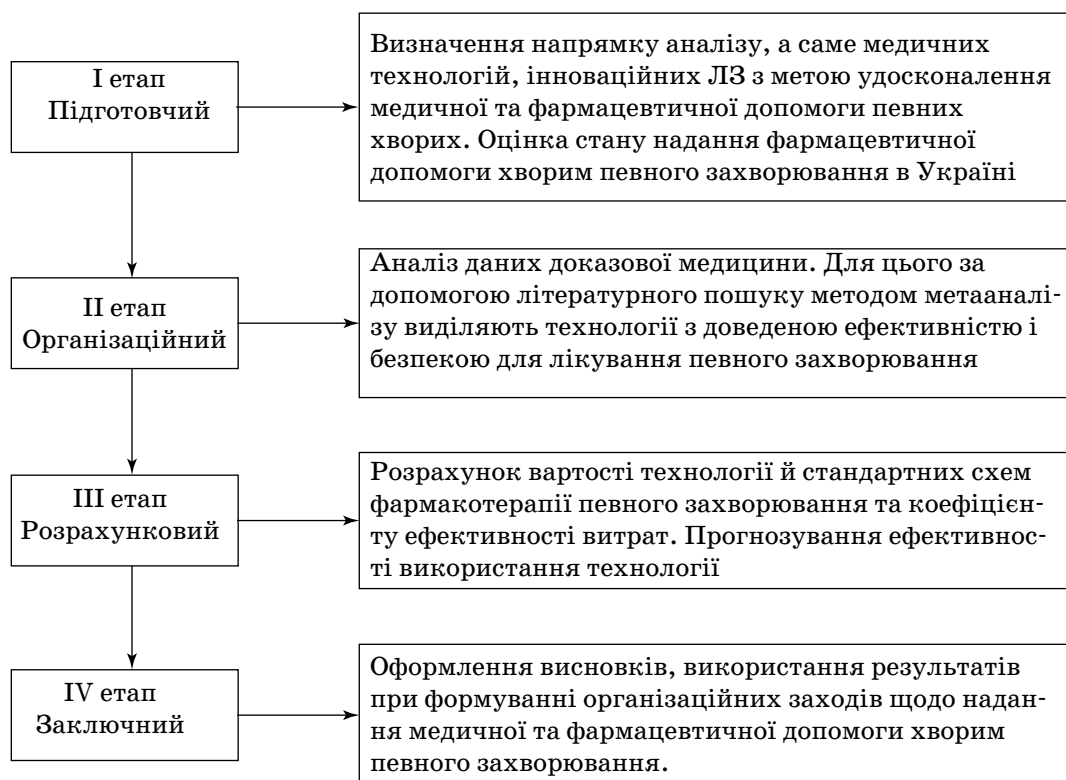 I етап
Підготовчий
Визначення напрямку аналізу, а саме медичних
технологій, інноваційних ЛЗ з метою удосконалення
медичної та фармацевтичної допомоги певних
хворих. Оцінка стану надання фармацевтичної
допомоги хворим певного захворювання в Україні
II етап
Організаційний
Аналіз даних доказової медицини. Для цього за
допомогою літературного пошуку методом метааналі-
зу виділяють технології з доведеною ефективністю і
безпекою для лікування певного захворювання
III етап
Розрахунковий
Розрахунок вартості технології й стандартних схем
фармакотерапії певного захворювання та коефіцієн-
ту ефективності витрат. Прогнозування ефективнос-
ті використання технології
IV етап
Заключний
Оформлення висновків, використання результатів
при формуванні організаційних заходів щодо надан-
ня медичної та фармацевтичної допомоги хворим
певного захворювання.